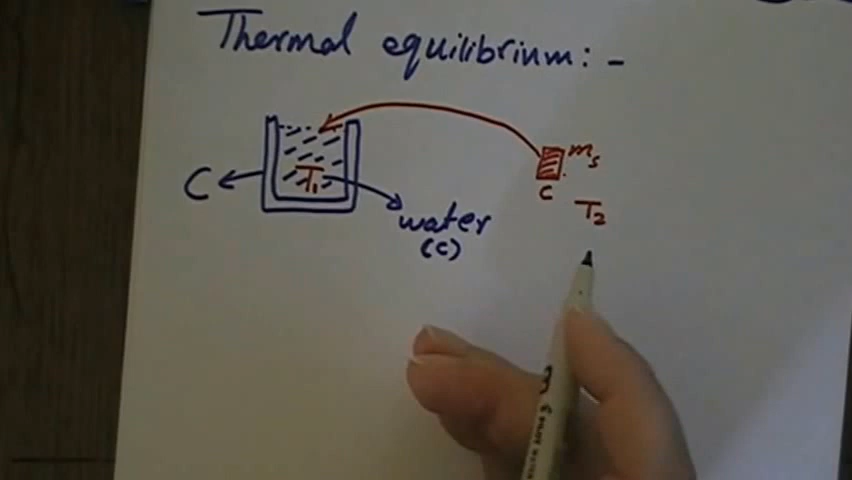 Thermal equilibrium: -
C
T₁
water
(c)
mₛ
c
T₂